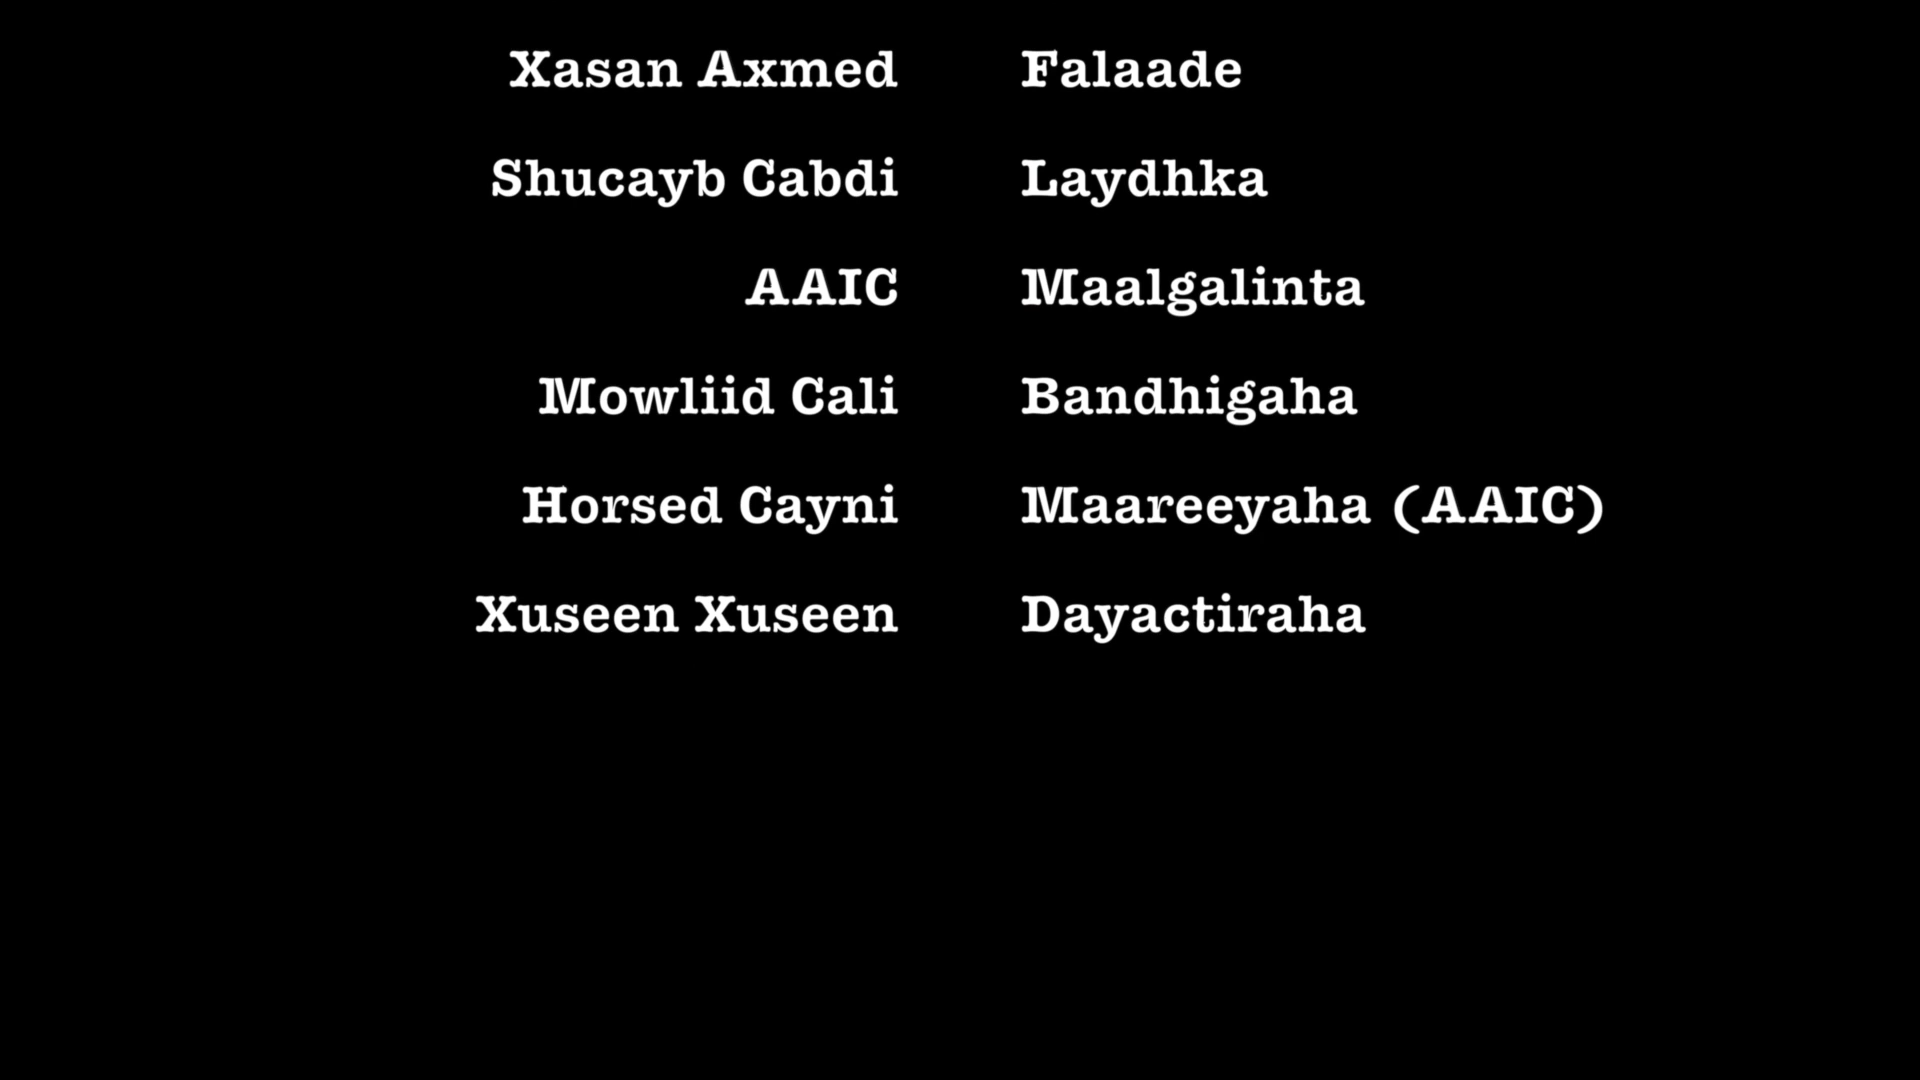 Xasan Axmed Falaade
Shucayb Cabdi Laydhka
AAIC Maalgalinta
Mowliid Cali Bandhigaha
Horsed Cayni Maareeyaha (AAIC)
Xuseen Xuseen Dayactiraha